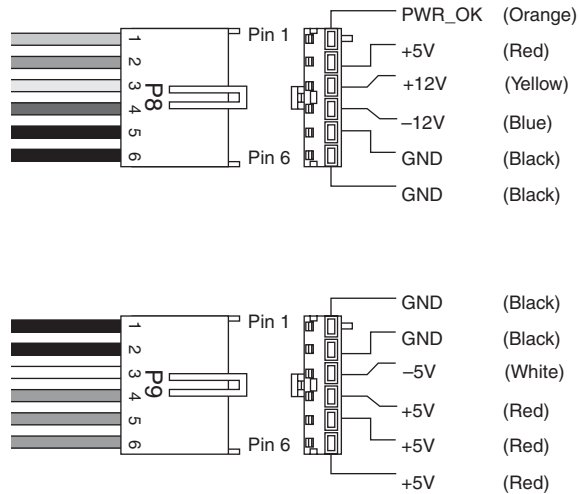 PWR_OK (Orange)
Pin 1
+5V (Red)
+12V (Yellow)
–12V (Blue)
GND (Black)
Pin 6
GND (Black)
1
2
3
4
5
6
P8
GND (Black)
Pin 1
GND (Black)
–5V (White)
+5V (Red)
+5V (Red)
Pin 6
+5V (Red)
1
2
3
4
5
6
P9